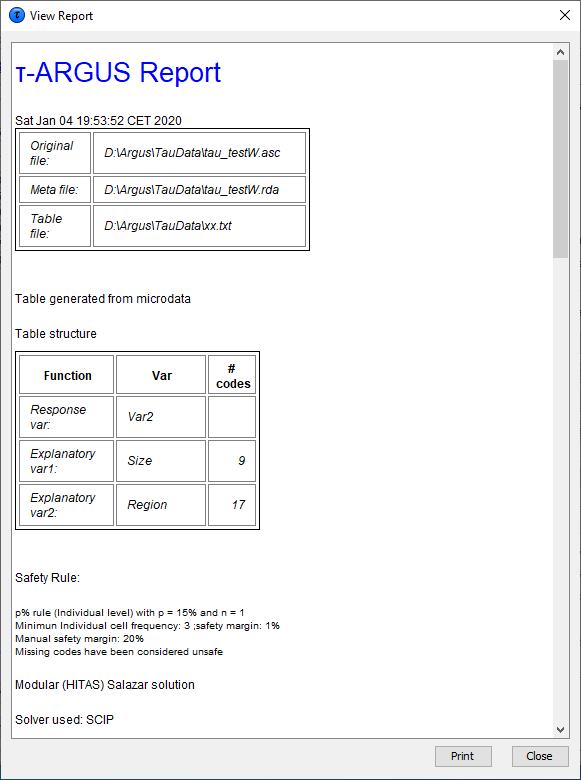 τ View Report
τ-ARGUS Report
Sat Jan 04 19:53:52 CET 2020
Original file: D:\Argus\TauData\tau_testW.asc
Meta file: D:\Argus\TauData\tau_testW.rda
Table file: D:\Argus\TauData\xx.txt
Table generated from microdata
Table structure
Function Var # codes
Response var: Var2
Explanatory var1: Size 9
Explanatory var2: Region 17
Safety Rule:
p% rule (Individual level) with p = 15% and n = 1
Minimun Individual cell frequency: 3 ;safety margin: 1%
Manual safety margin: 20%
Missing codes have been considered unsafe
Modular (HITAS) Salazar solution
Solver used: SCIP
Print Close